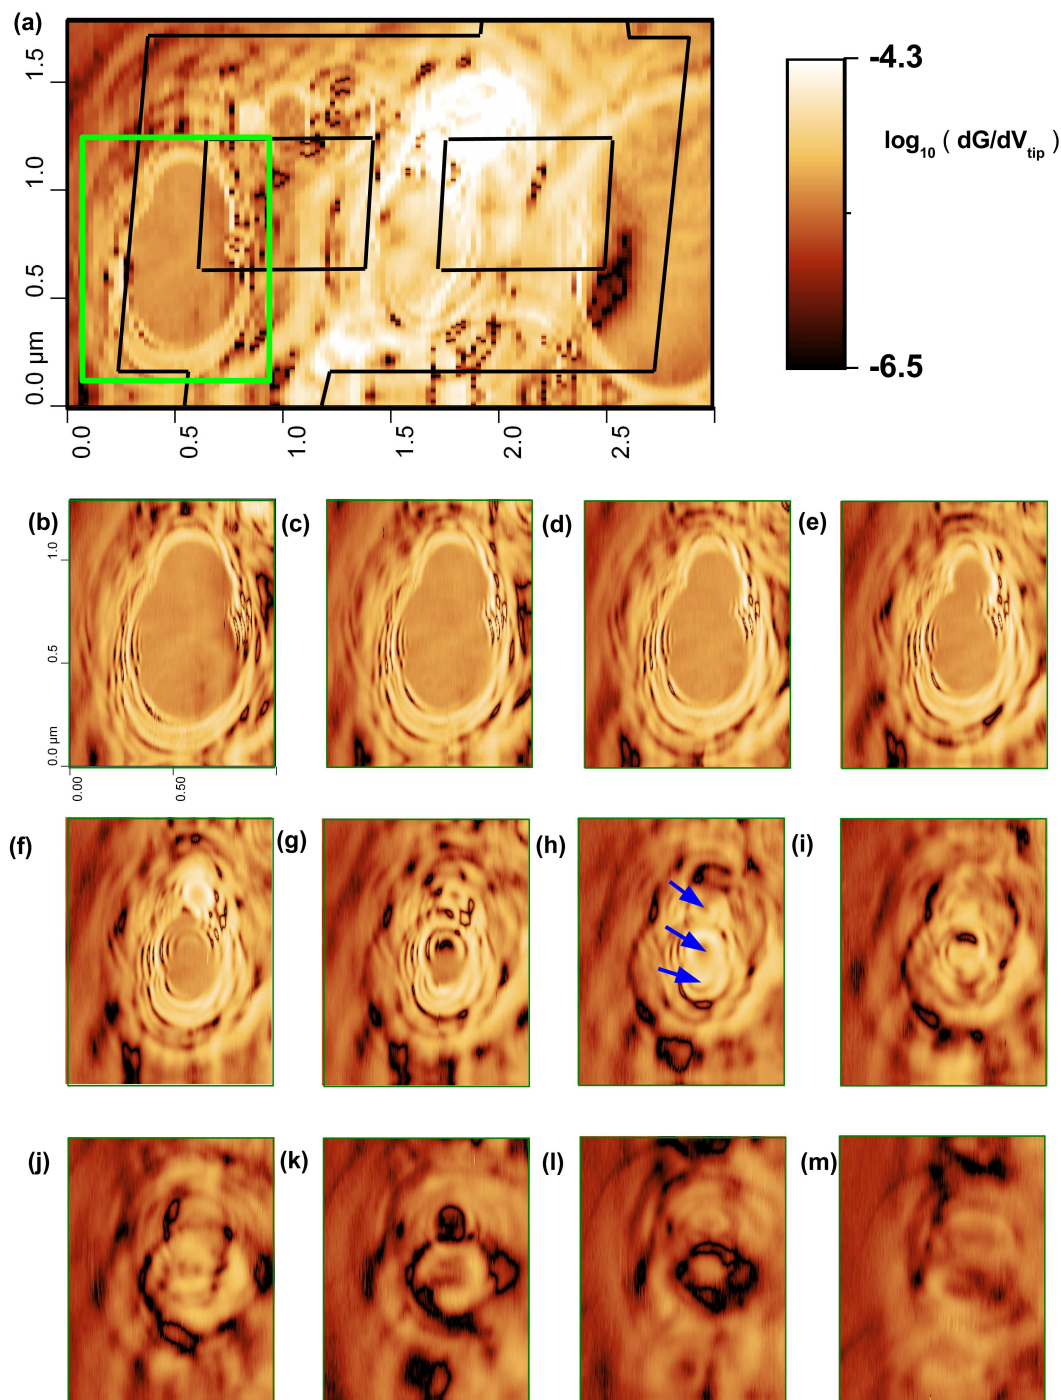 (a)
1.5
1.0
0.5
0.0 µm
0.0
0.5
1.0
1.5
2.0
2.5
-4.3
log10 ( dG/dVtip )
-6.5
(b)
(c)
(d)
(e)
1.0
0.5
0.0 µm
0.00
0.50
(f)
(g)
(h)
(i)
(j)
(k)
(l)
(m)